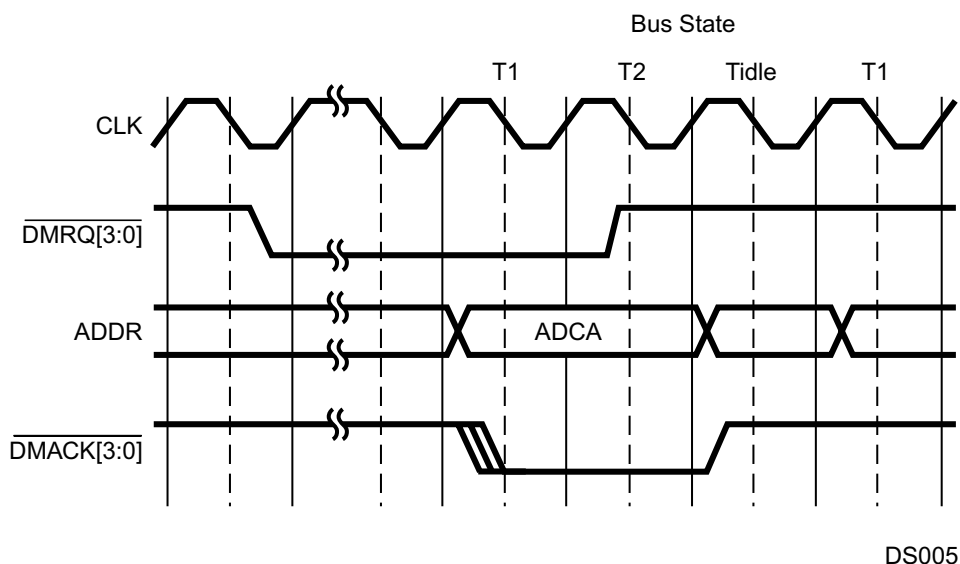 Bus State
T1 T2 Tidle T1
CLK
DMRQ[3:0]
ADDR ADCA
DMACK[3:0]
DS005